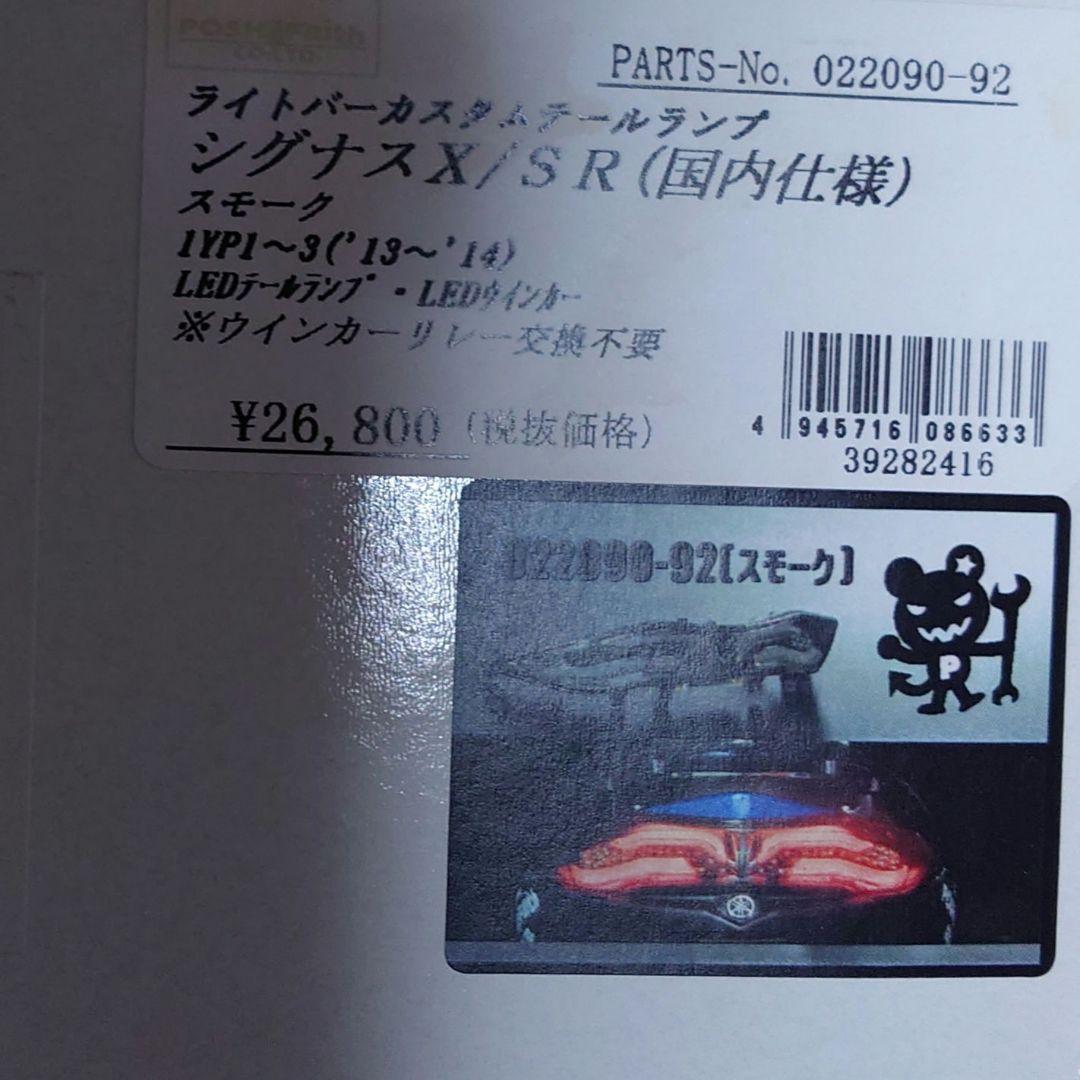 POSH Faith
CO.LTD.
PARTS-No. 022090-92
ライトバーカスタムテールランプ
シグナスX/SR(国内仕様)
スモーク
1YP1～3('13～'14)
LEDﾃｰﾙﾗﾝﾌﾟ・LEDｳｲﾝｶｰ
※ウインカーリレー交換不要
¥26,800 (税抜価格)
4 945716 086633
39282416
022090-92[スモーク]
P